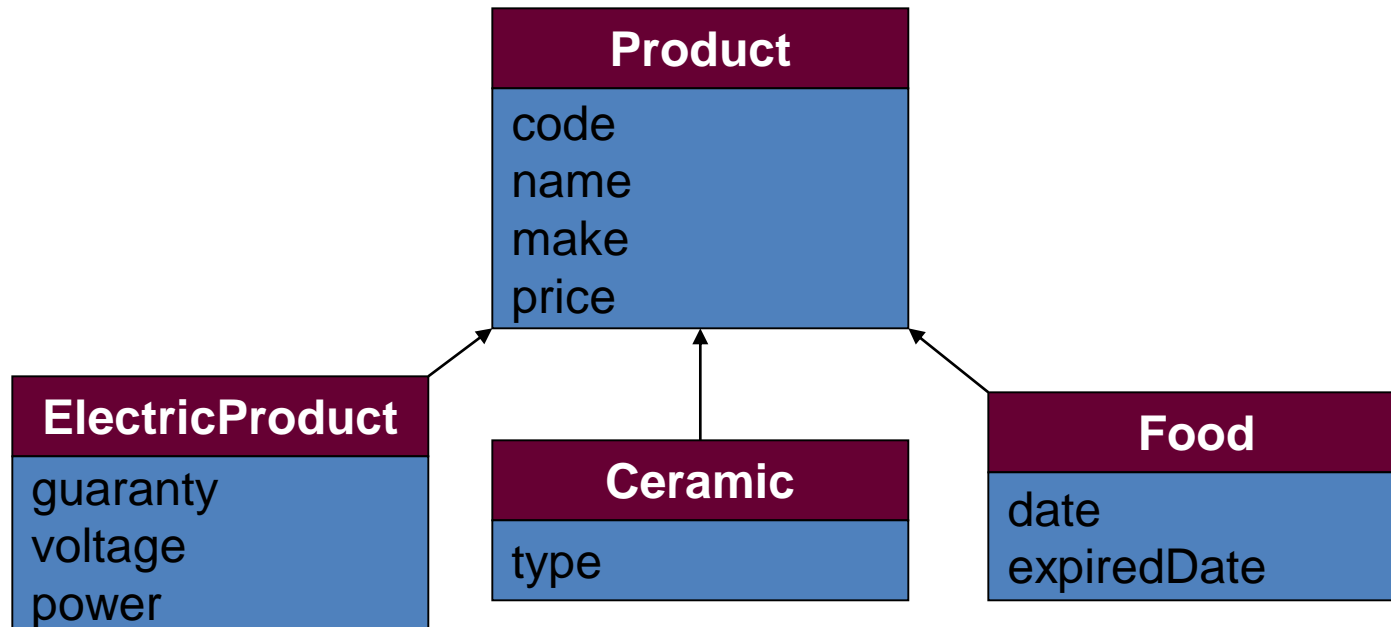 Product
code
name
make
price
ElectricProduct
guaranty
voltage
power
Ceramic
type
Food
date
expiredDate